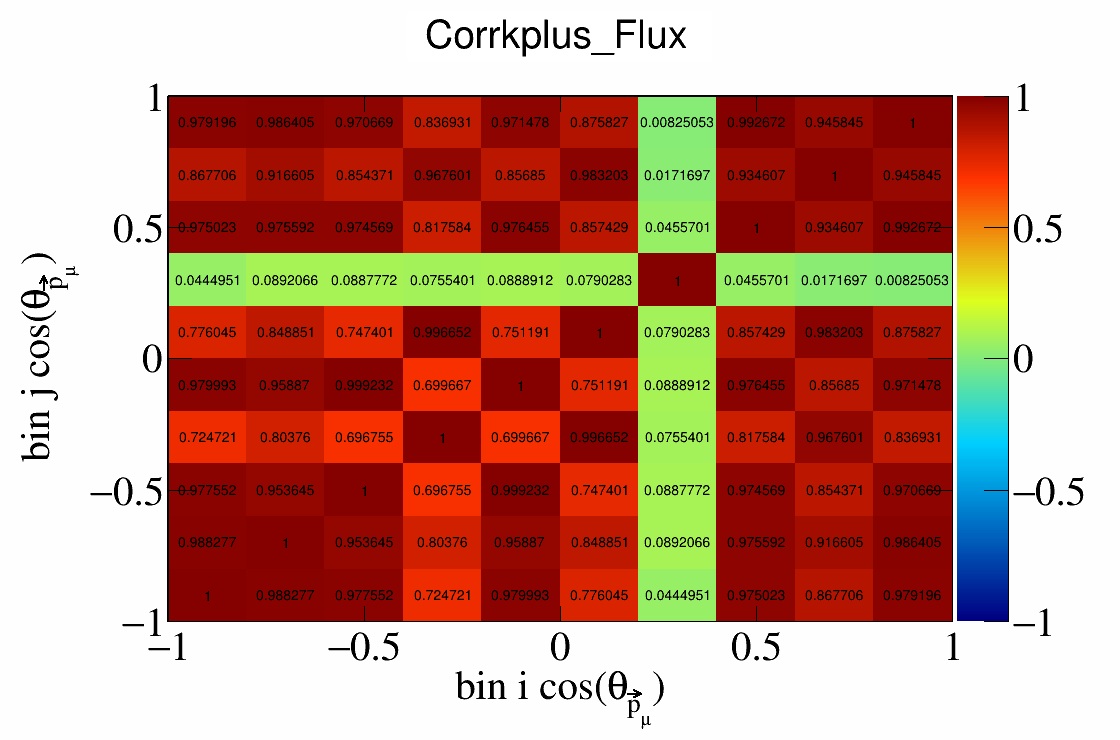 Corrkplus_Flux
1
0.979196 0.986405 0.970669 0.836931 0.971478 0.875827 0.00825053 0.992672 0.945845 1
1
0.867706 0.916605 0.854371 0.967601 0.85685 0.983203 0.0171697 0.934607 1 0.945845
0.5 0.975023 0.975592 0.974569 0.817584 0.976455 0.857429 0.0455701 1 0.934607 0.992672 0.5
0.0444951 0.0892066 0.0887772 0.0755401 0.0888912 0.0790283 1 0.0455701 0.0171697 0.00825053
0.776045 0.848851 0.747401 0.996652 0.751191 1 0.0790283 0.857429 0.983203 0.875827
0 0
0.979993 0.95887 0.999232 0.699667 1 0.751191 0.0888912 0.976455 0.85685 0.971478
0.724721 0.80376 0.696755 1 0.699667 0.996652 0.0755401 0.817584 0.967601 0.836931
−0.5 0.977552 0.953645 1 0.696755 0.999232 0.747401 0.0887772 0.974569 0.854371 0.970669 −0.5
0.988277 1 0.953645 0.80376 0.95887 0.848851 0.0892066 0.975592 0.916605 0.986405
1 0.988277 0.977552 0.724721 0.979993 0.776045 0.0444951 0.975023 0.867706 0.979196
−1 −1
−1 −0.5 0 0.5 1
bin i cos(θp⃗μ)
bin j cos(θp⃗μ)